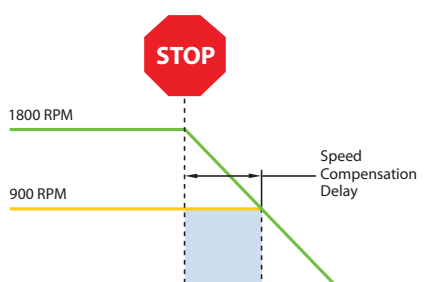 STOP
1800 RPM
Speed
Compensation
Delay
900 RPM